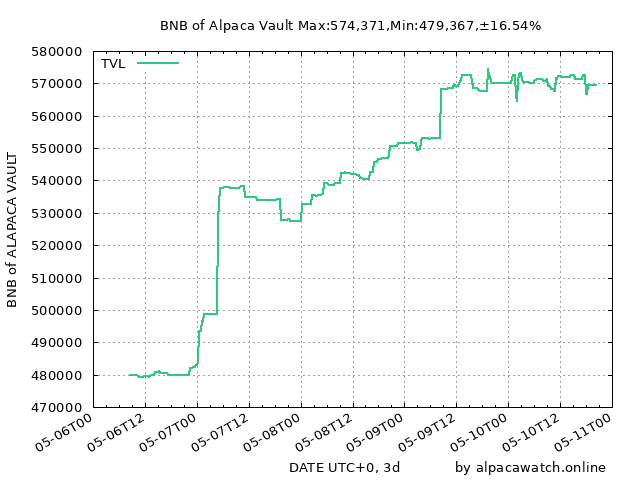 BNB of Alpaca Vault Max:574,371,Min:479,367,±16.54%
TVL
BNB of ALAPACA VAULT
580000
570000
560000
550000
540000
530000
520000
510000
500000
490000
480000
470000
05-06T00
05-06T12
05-07T00
05-07T12
05-08T00
05-08T12
05-09T00
05-09T12
05-10T00
05-10T12
05-11T00
DATE UTC+0, 3d
by alpacawatch.online